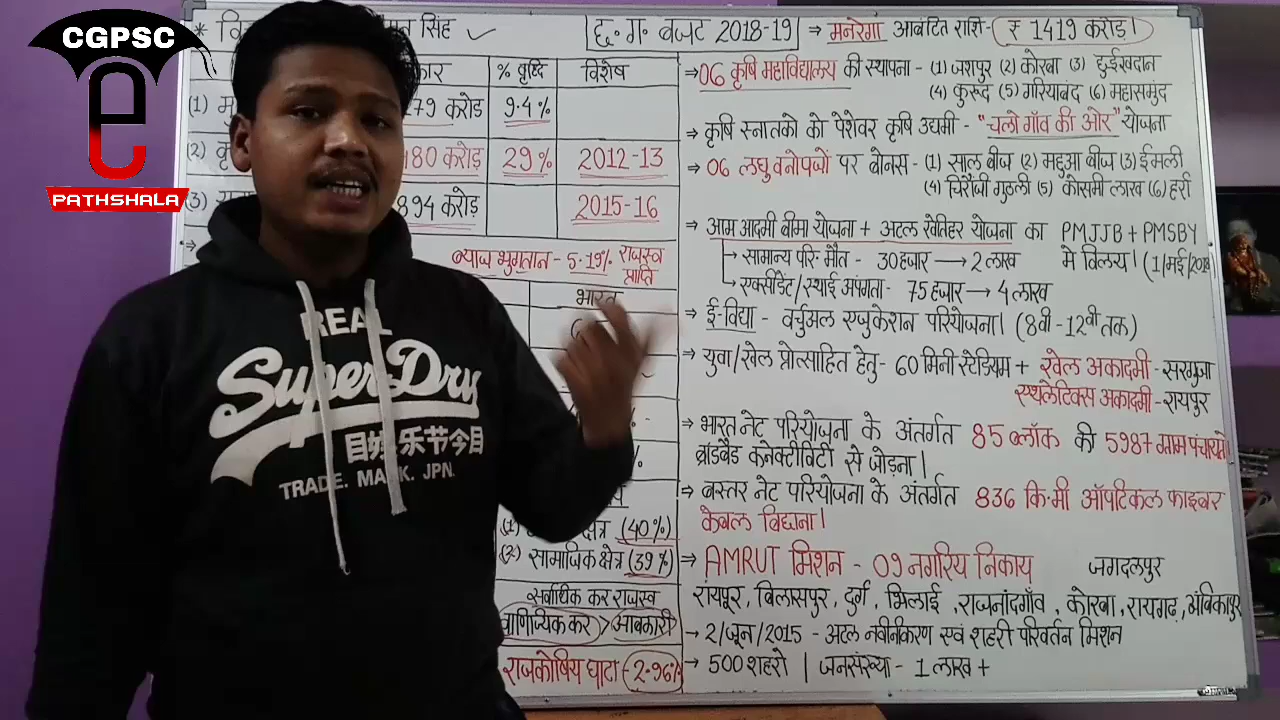 CGPSC
e
PATHSHALA
* वि
सिंह ✓
छ. ग. बजट 2018-19 → मनरेगा आबंटित राशि - ₹ 1419 करोड़।
कार
% वृद्धि
विशेष
(1)
79 करोड़
9.4%
(2)
180 करोड़
29%
2012-13
(3)
894 करोड़
2015-16
ब्याज भुगतान - 5.19% राजस्व
प्राप्ति
भारत
क्षेत्र (40%)
(2) सामाजिक क्षेत्र (39%)
सर्वाधिक कर राजस्व
वाणिज्यिक कर > आबकारी
राजकोषिय घाटा - 2.96%
→ 06 कृषि महाविद्यालय की स्थापना - (1) जशपुर (2) कोरबा (3) छुईखदान
(4) कुरूद (5) गरियाबंद (6) महासमुंद
→ कृषि स्नातको को पेशेवर कृषि उद्यमी - "चलो गाँव की ओर" योजना
→ 06 लघु वनोपजों पर बोनस - (1) साल बीज (2) महुआ बीज (3) ईमली
(4) चिरौंजी गुठली (5) कोसमी लाख (6) हर्रा
→ आम आदमी बीमा योजना + अटल खेतिहर योजना का PMJJB + PMSBY
→ सामान्य परि. मौत - 30 हजार → 2 लाख मे विलय। (1/मई/2018
→ एक्सीडेंट/स्थाई अपंगता - 75 हजार → 4 लाख
→ ई-विद्या - वर्चुअल एजुकेशन परियोजना। (8वी - 12वी तक)
→ युवा/खेल प्रोत्साहित हेतु - 60 मिनी स्टेडियम + खेल अकादमी - सरगुजा
एथलेटिक्स अकादमी - रायपुर
→ भारत नेट परियोजना के अंतर्गत 85 ब्लॉक की 5987 ग्राम पंचायतो
ब्रॉडबैंड कनेक्टीविटी से जोड़ना।
→ बस्तर नेट परियोजना के अंतर्गत 836 कि.मी ऑपटिकल फाइबर
केबल बिछाना।
→ AMRUT मिशन - 09 नगरिय निकाय जगदलपुर
रायपुर, बिलासपुर, दुर्ग, भिलाई, राजनांदगाँव, कोरबा, रायगढ़, अंबिकापुर
→ 2/जून/2015 - अटल नवीनीकरण एवं शहरी परिवर्तन मिशन
→ 500 शहरो | जनसंख्या - 1 लाख +
REAL
SuperDry
TRADE. MARK. JPN.